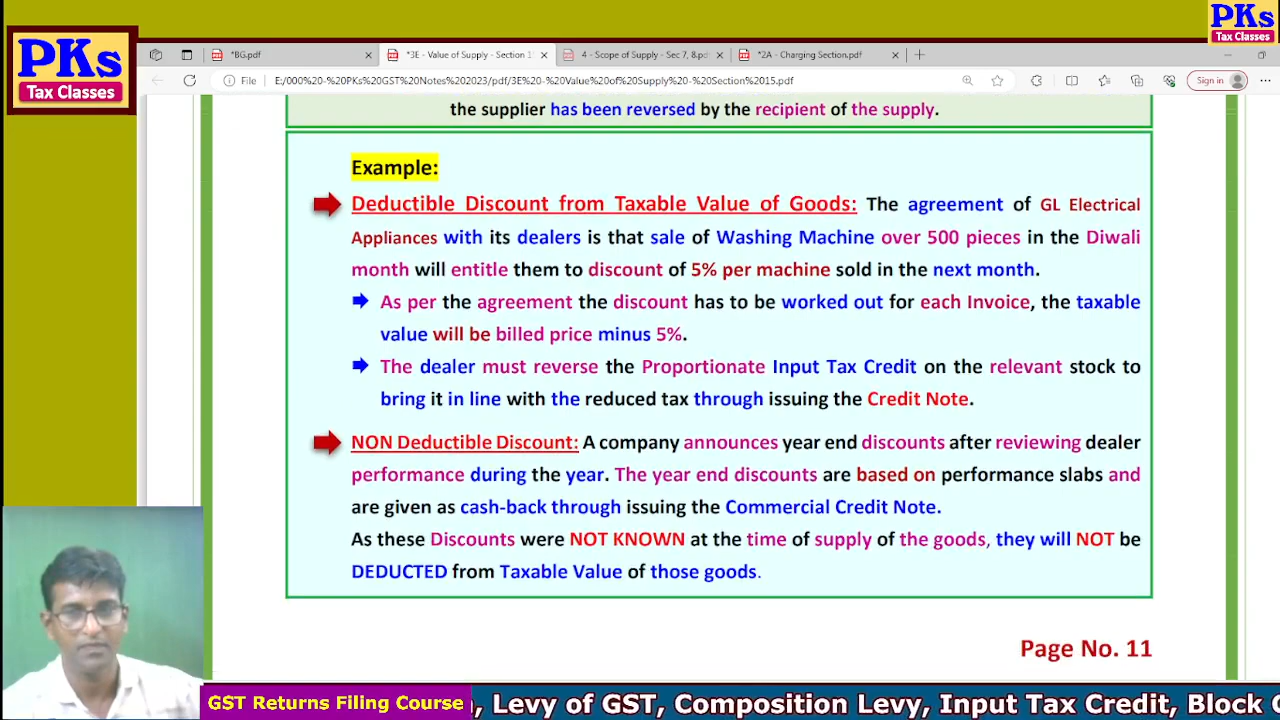 PKs
Tax Classes
PKs
Tax Classes
*BG.pdf
*3E - Value of Supply - Section 1
4 - Scope of Supply - Sec 7, 8.pd
*2A - Charging Section.pdf
File
E:/000%20-%20PKs%20GST%20Notes%202023/pdf/3E%20-%20Value%20of%20Supply%20-%20Section%2015.pdf
Sign in
the supplier has been reversed by the recipient of the supply.
Example:
Deductible Discount from Taxable Value of Goods: The agreement of GL Electrical
Appliances with its dealers is that sale of Washing Machine over 500 pieces in the Diwali
month will entitle them to discount of 5% per machine sold in the next month.
As per the agreement the discount has to be worked out for each Invoice, the taxable
value will be billed price minus 5%.
The dealer must reverse the Proportionate Input Tax Credit on the relevant stock to
bring it in line with the reduced tax through issuing the Credit Note.
NON Deductible Discount: A company announces year end discounts after reviewing dealer
performance during the year. The year end discounts are based on performance slabs and
are given as cash-back through issuing the Commercial Credit Note.
As these Discounts were NOT KNOWN at the time of supply of the goods, they will NOT be
DEDUCTED from Taxable Value of those goods.
Page No. 11
GST Returns Filing Course
, Levy of GST, Composition Levy, Input Tax Credit, Block